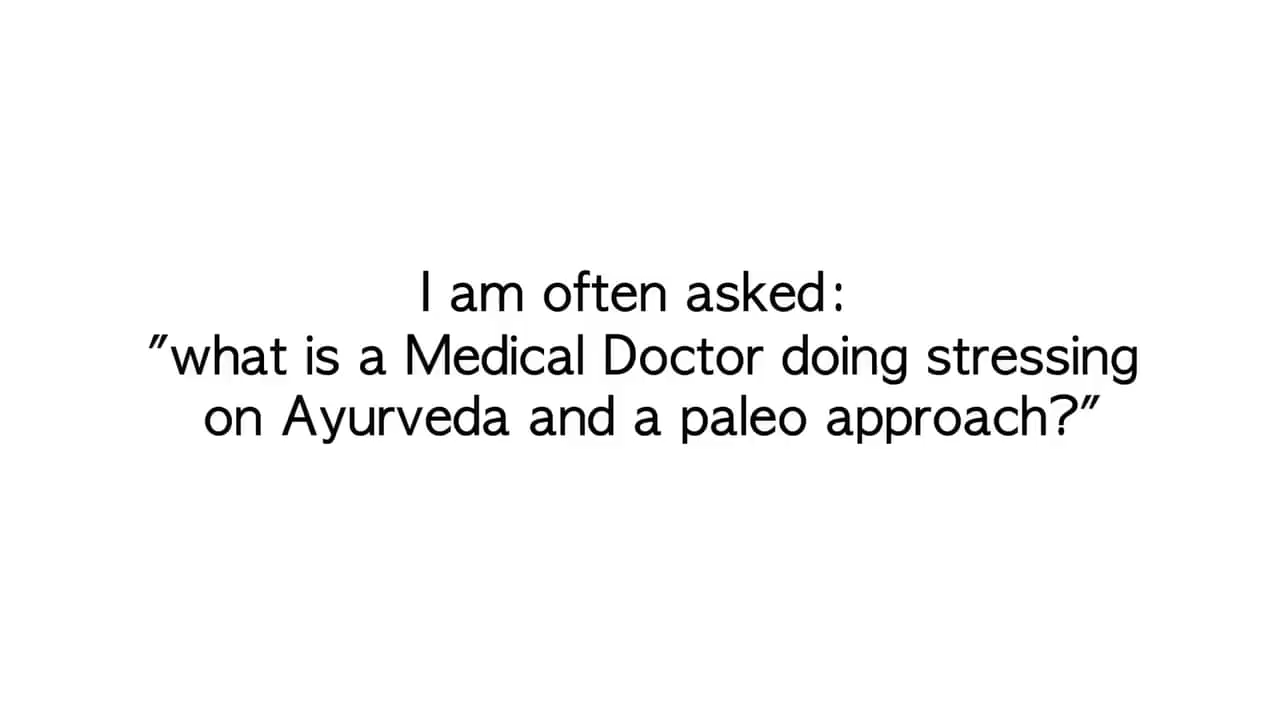 I am often asked:
"what is a Medical Doctor doing stressing
on Ayurveda and a paleo approach?"